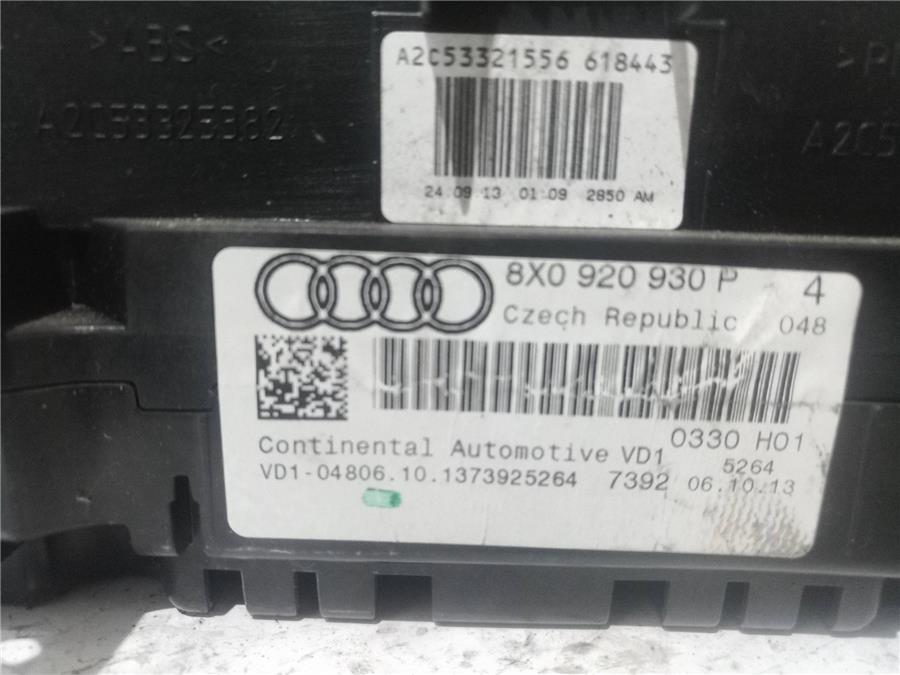 >ABS<
A2C53325382
A2C53321556 618443
24.09.13 01:09 2850 AM
8X0 920 930 P 4
Czech Republic 048
0330 H01
Continental Automotive VD1 5264
VD1-04806.10.1373925264 7392 06.10.13